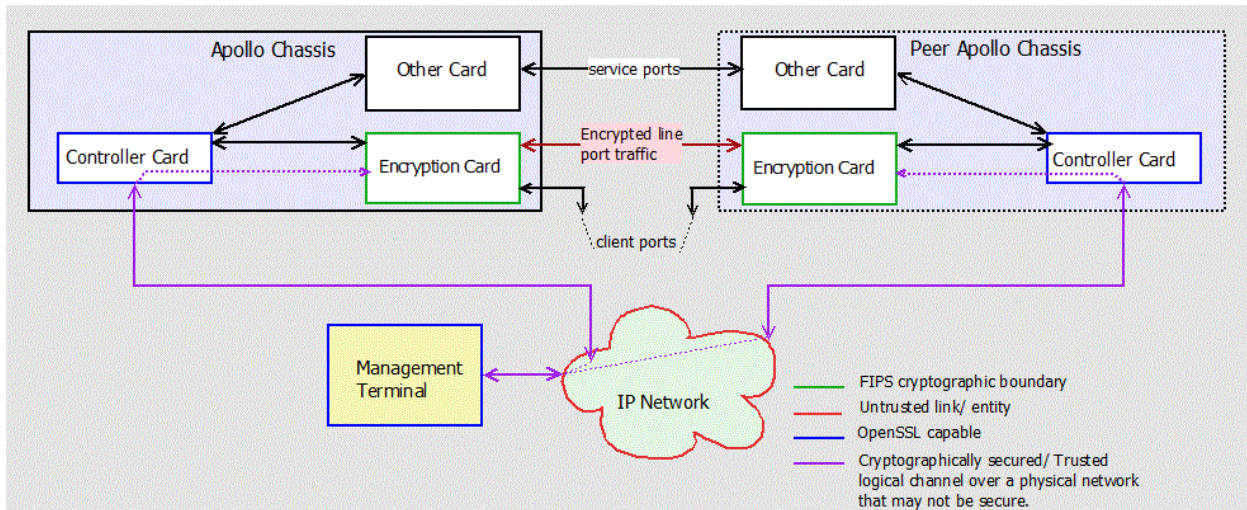 Apollo Chassis
Other Card
service ports
Other Card
Peer Apollo Chassis
Controller Card
Encryption Card
Encrypted line
port traffic
Encryption Card
Controller Card
client ports
Management
Terminal
IP Network
FIPS cryptographic boundary
Untrusted link/ entity
OpenSSL capable
Cryptographically secured/ Trusted
logical channel over a physical network
that may not be secure.